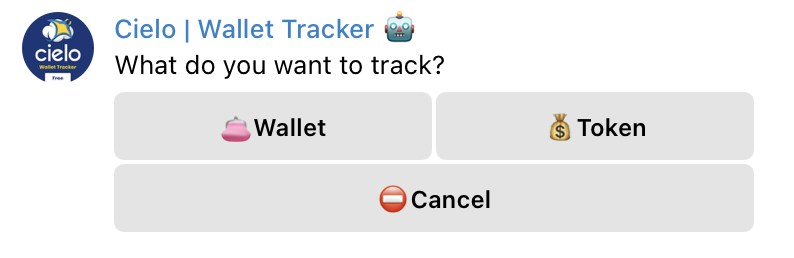 Cielo | Wallet Tracker 🤖
cielo
Wallet Tracker
Free
What do you want to track?
👛Wallet
💰Token
⛔Cancel